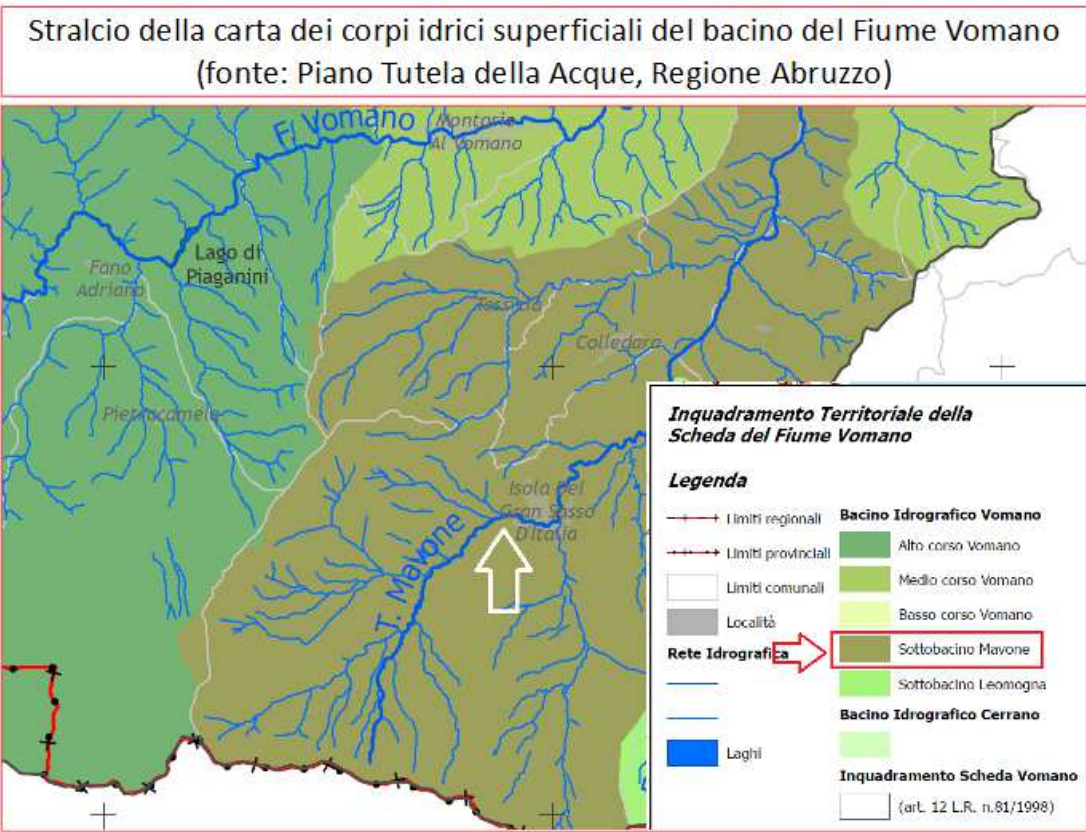 Stralcio della carta dei corpi idrici superficiali del bacino del Fiume Vomano
(fonte: Piano Tutela della Acque, Regione Abruzzo)
F. Vomano
Montorio
Al Vomano
Lago di
Piaganini
Fano
Adriano
Tossicia
Colledara
Pietracamela
Isola Del
Gran Sasso
D'Italia
T. Mavone
Inquadramento Territoriale della
Scheda del Fiume Vomano
Legenda
Limiti regionali
Limiti provinciali
Limiti comunali
Località
Rete Idrografica
Laghi
Bacino Idrografico Vomano
Alto corso Vomano
Medio corso Vomano
Basso corso Vomano
Sottobacino Mavone
Sottobacino Leomogna
Bacino Idrografico Cerrano
Inquadramento Scheda Vomano
(art. 12 L.R. n.81/1998)